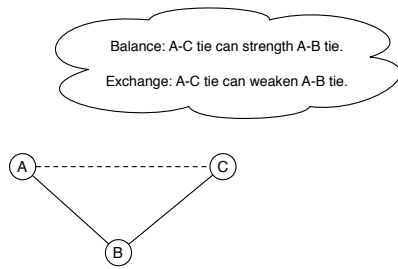 Balance: A-C tie can strength A-B tie.
Exchange: A-C tie can weaken A-B tie.
A
C
B